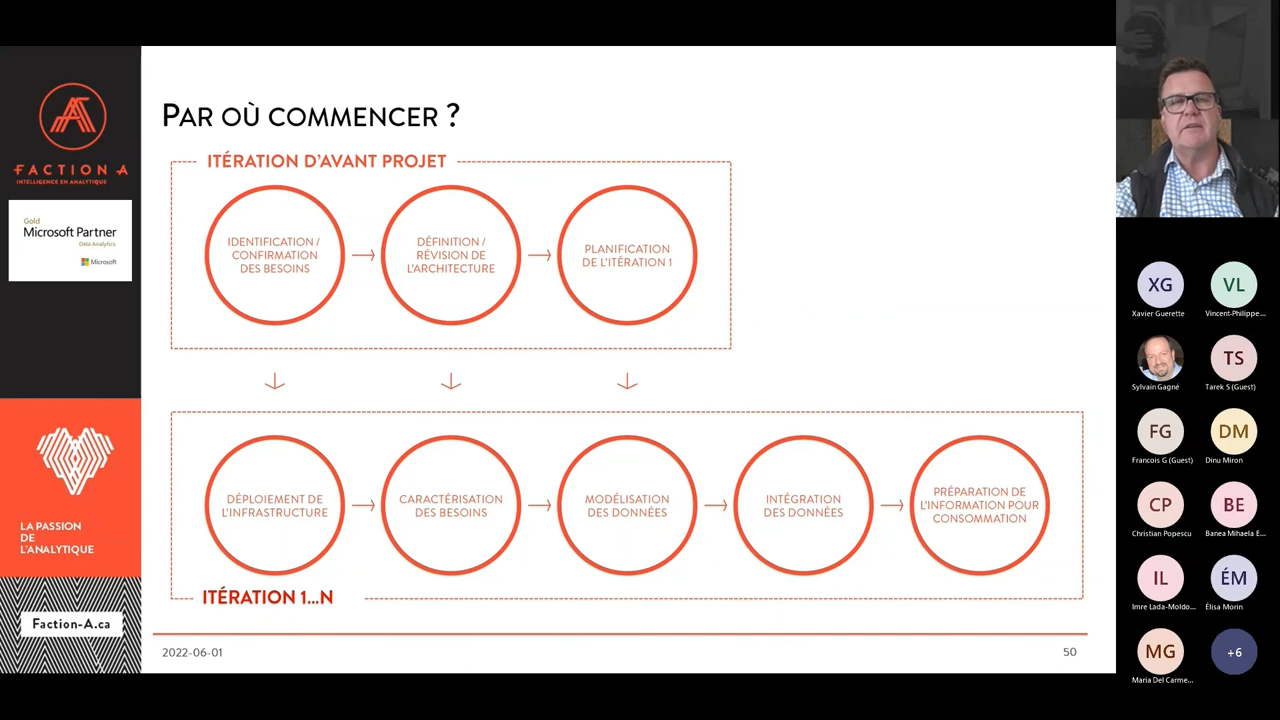 FACTION A
INTELLIGENCE EN ANALYTIQUE
Gold
Microsoft Partner
Data Analytics
Microsoft
LA PASSION
DE
L'ANALYTIQUE
Faction-A.ca
PAR OÙ COMMENCER ?
ITÉRATION D'AVANT PROJET
IDENTIFICATION /
CONFIRMATION
DES BESOINS
DÉFINITION /
RÉVISION DE
L'ARCHITECTURE
PLANIFICATION
DE L'ITÉRATION 1
DÉPLOIEMENT DE
L'INFRASTRUCTURE
CARACTÉRISATION
DES BESOINS
MODÉLISATION
DES DONNÉES
INTÉGRATION
DES DONNÉES
PRÉPARATION DE
L'INFORMATION POUR
CONSOMMATION
ITÉRATION 1...N
2022-06-01
50
XG
Xavier Guerette
VL
Vincent-Philippe...
Sylvain Gagné
TS
Tarek S (Guest)
FG
Francois G (Guest)
DM
Dinu Miron
CP
Christian Popescu
BE
Banea Mihaela E...
IL
Imre Lada-Moldo...
ÉM
Élisa Morin
MG
Maria Del Carme...
+6